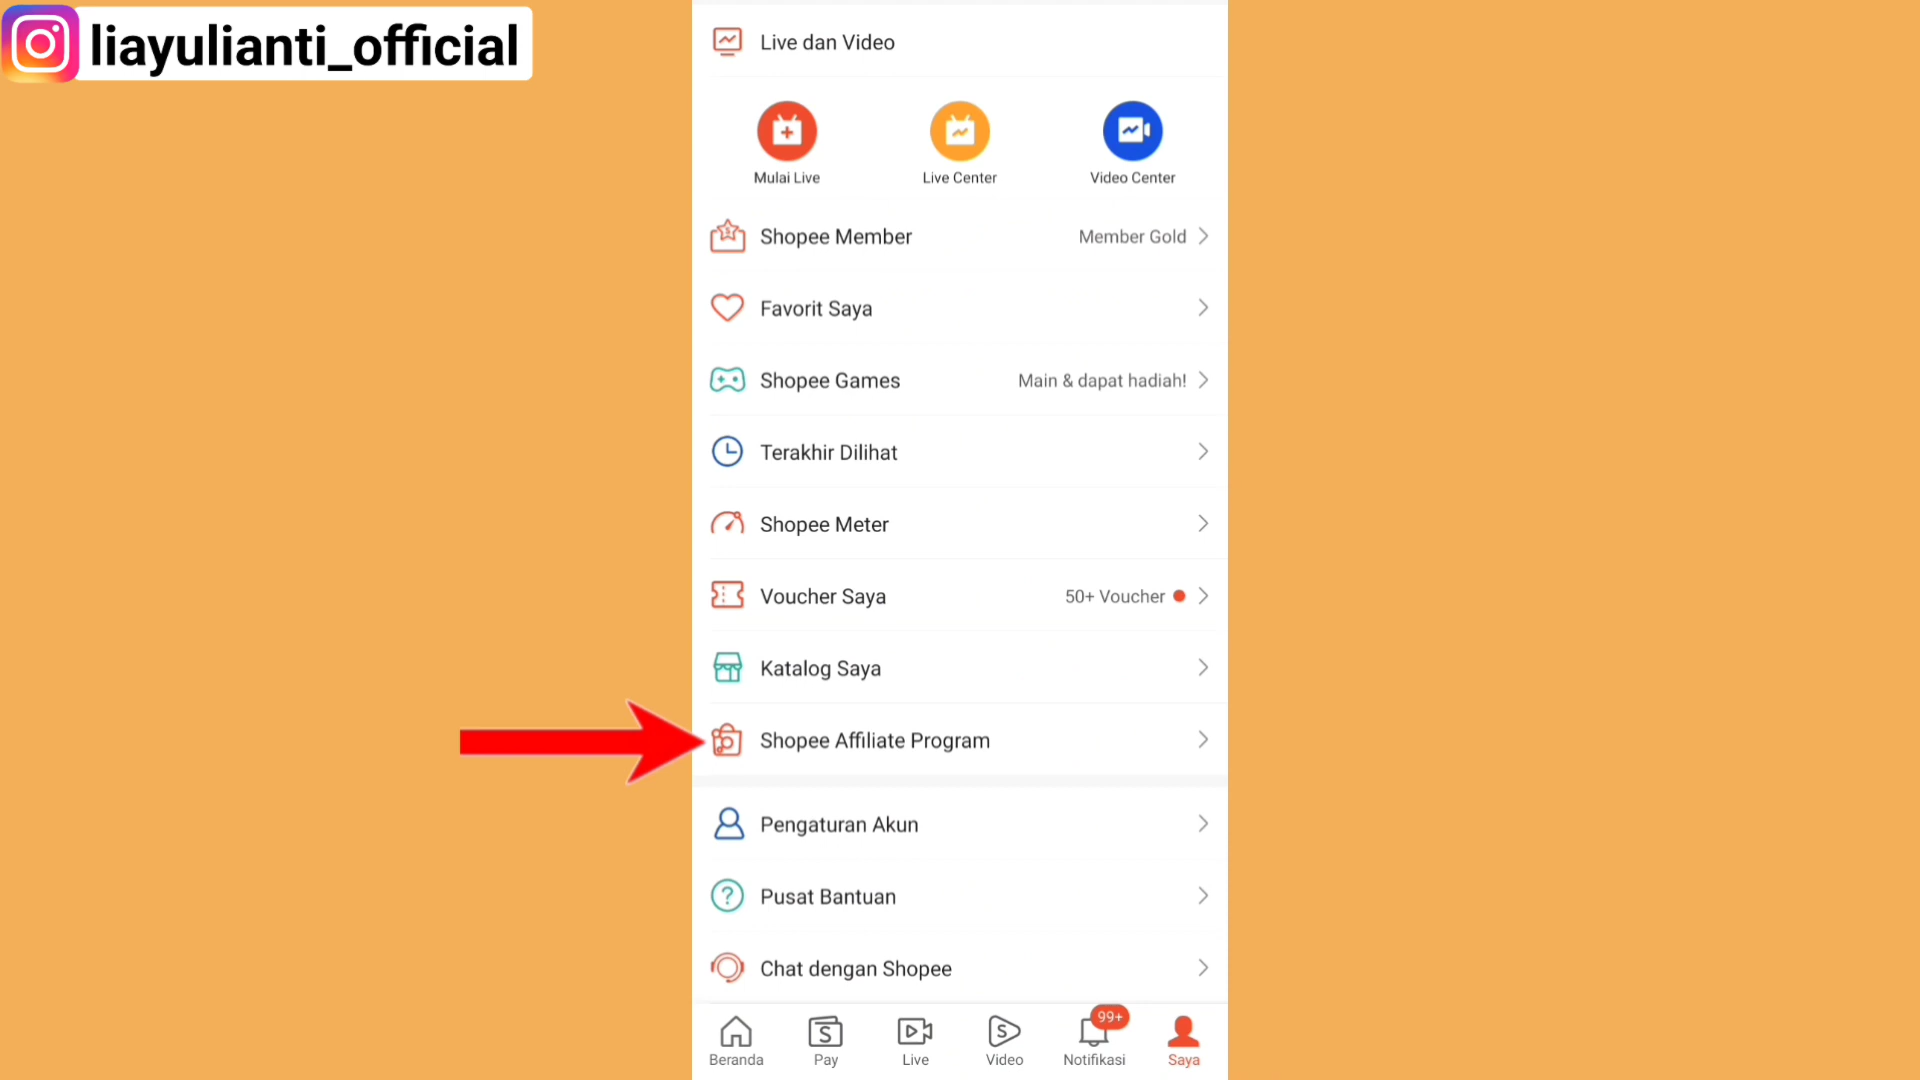 liayulianti_official
Live dan Video
Mulai Live
Live Center
Video Center
Shopee Member Member Gold
Favorit Saya
Shopee Games Main & dapat hadiah!
Terakhir Dilihat
Shopee Meter
Voucher Saya 50+ Voucher
Katalog Saya
Shopee Affiliate Program
Pengaturan Akun
Pusat Bantuan
Chat dengan Shopee
99+
Beranda Pay Live Video Notifikasi Saya